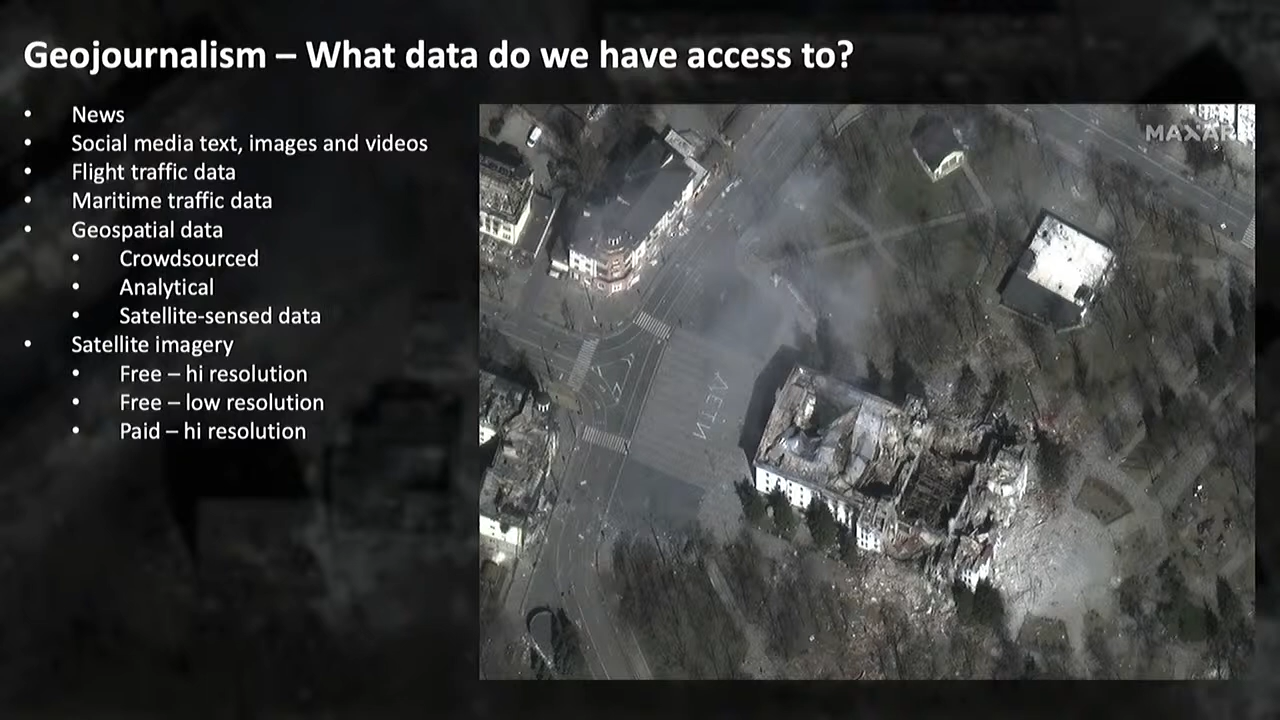 Geojournalism – What data do we have access to?
• News
• Social media text, images and videos
• Flight traffic data
• Maritime traffic data
• Geospatial data
• Crowdsourced
• Analytical
• Satellite-sensed data
• Satellite imagery
• Free – hi resolution
• Free – low resolution
• Paid – hi resolution
MAXAR
ДЕТИ